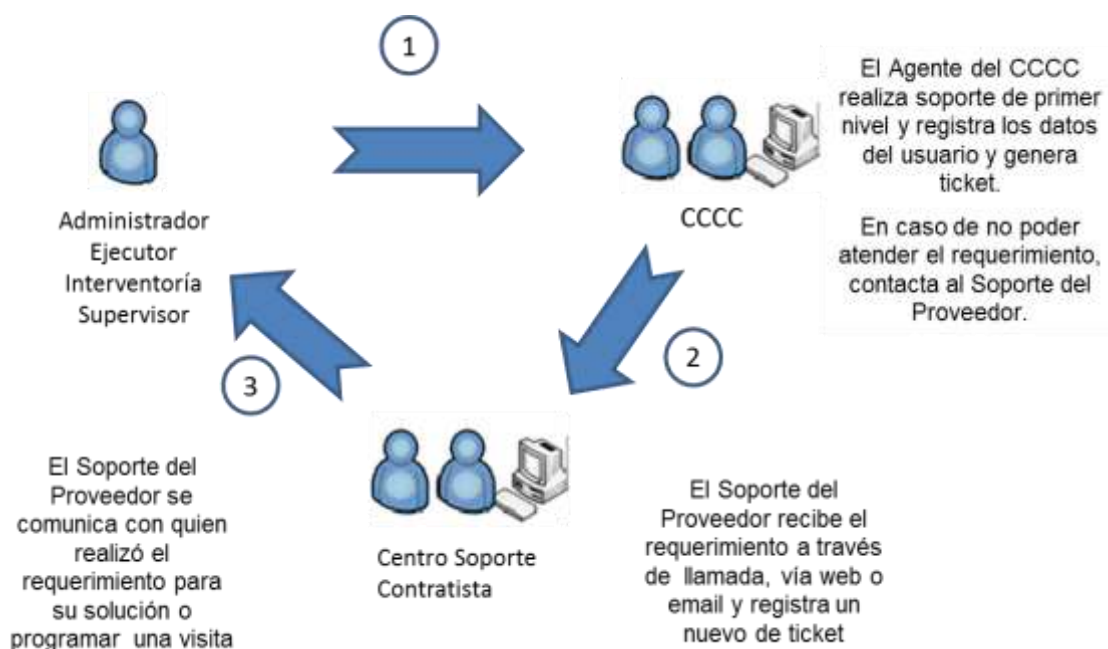 1
El Agente del CCCC
realiza soporte de primer
nivel y registra los datos
del usuario y genera
ticket.
En caso de no poder
atender el requerimiento,
contacta al Soporte del
Proveedor.
Administrador
Ejecutor
Interventoría
Supervisor
CCCC
2
3
El Soporte del
Proveedor se
comunica con quien
realizó el
requerimiento para
su solución o
programar una visita
Centro Soporte
Contratista
El Soporte del
Proveedor recibe el
requerimiento a través
de llamada, vía web o
email y registra un
nuevo de ticket